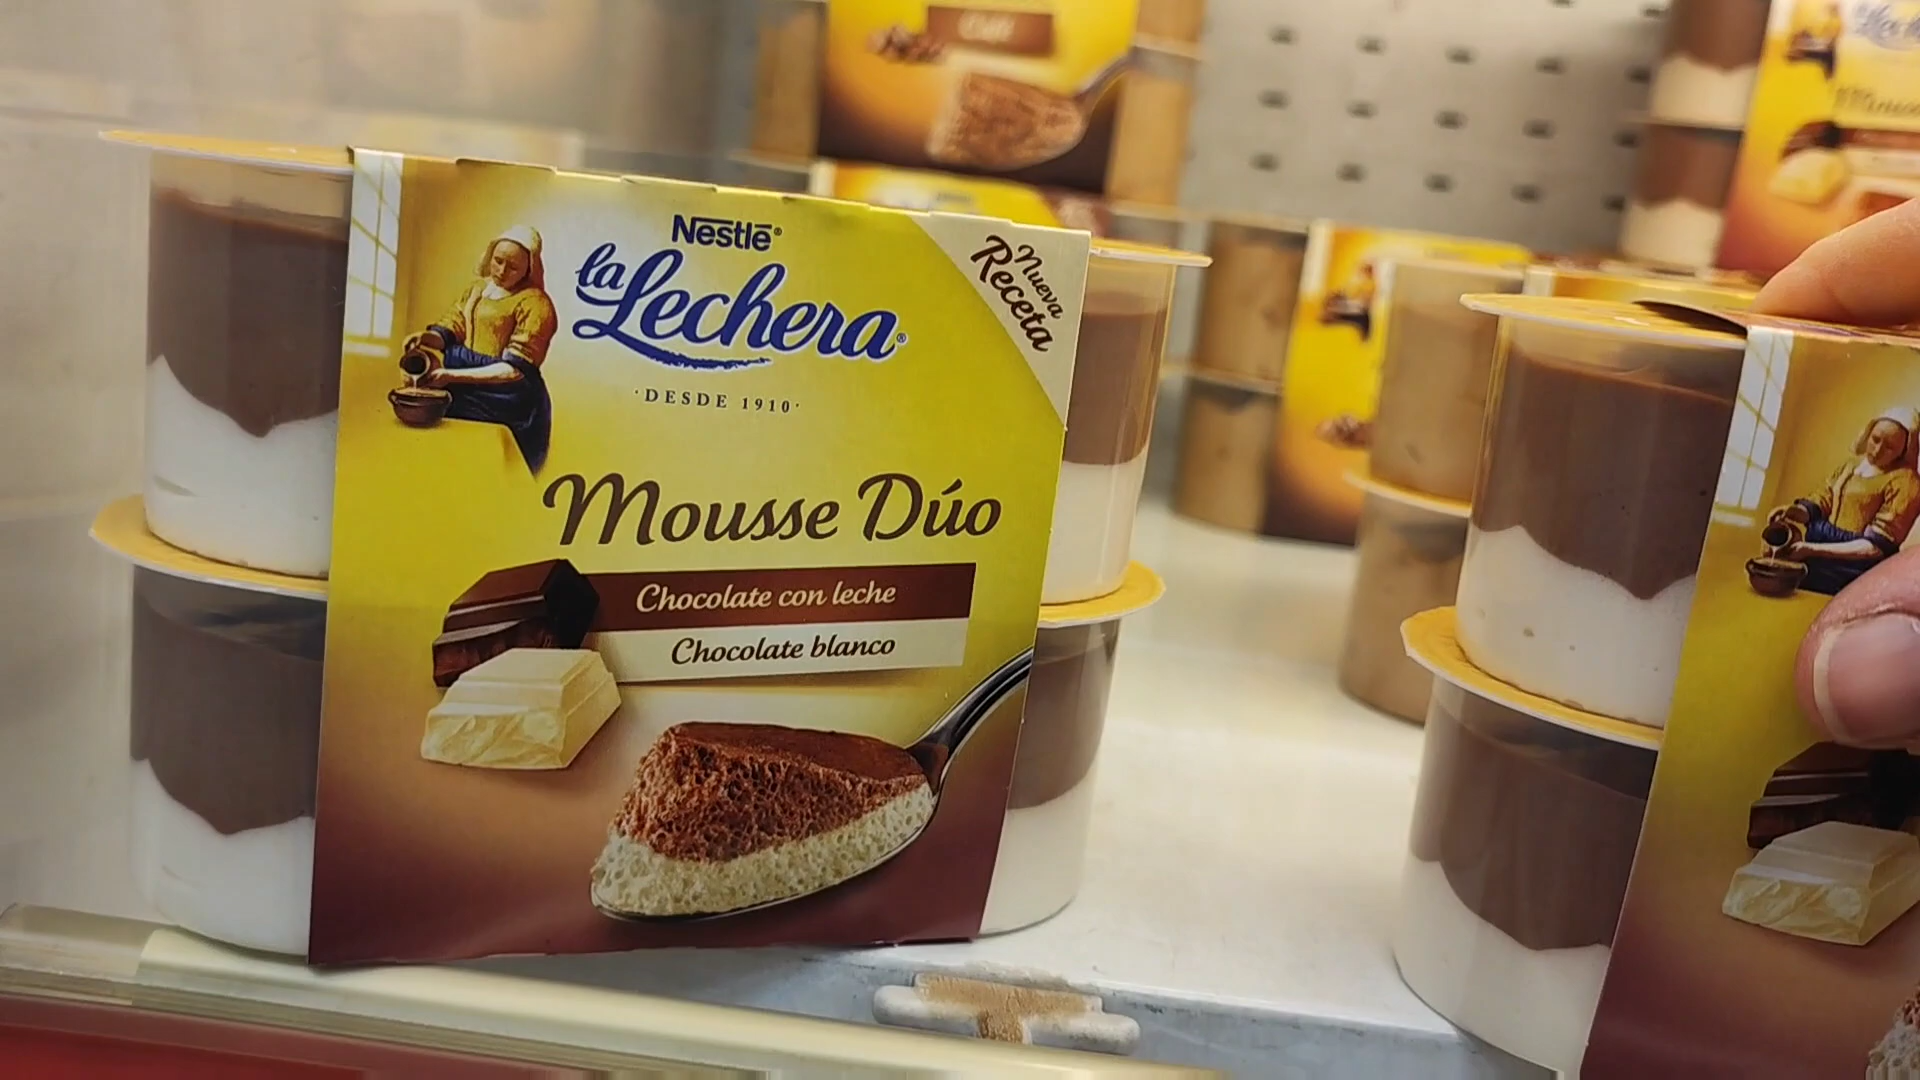 Nestlé
la Lechera
·DESDE 1910·
Nueva
Receta
Mousse Dúo
Chocolate con leche
Chocolate blanco